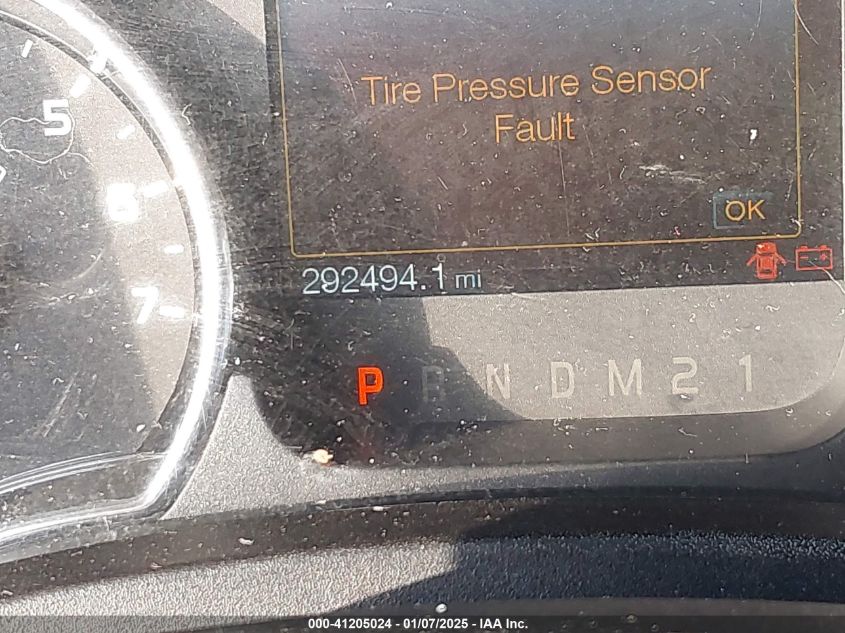 Tire Pressure Sensor
Fault
OK
5
6
7
292494.1 mi
P R N D M 2 1
000-41205024 | 01/07/2025 - IAA Inc.